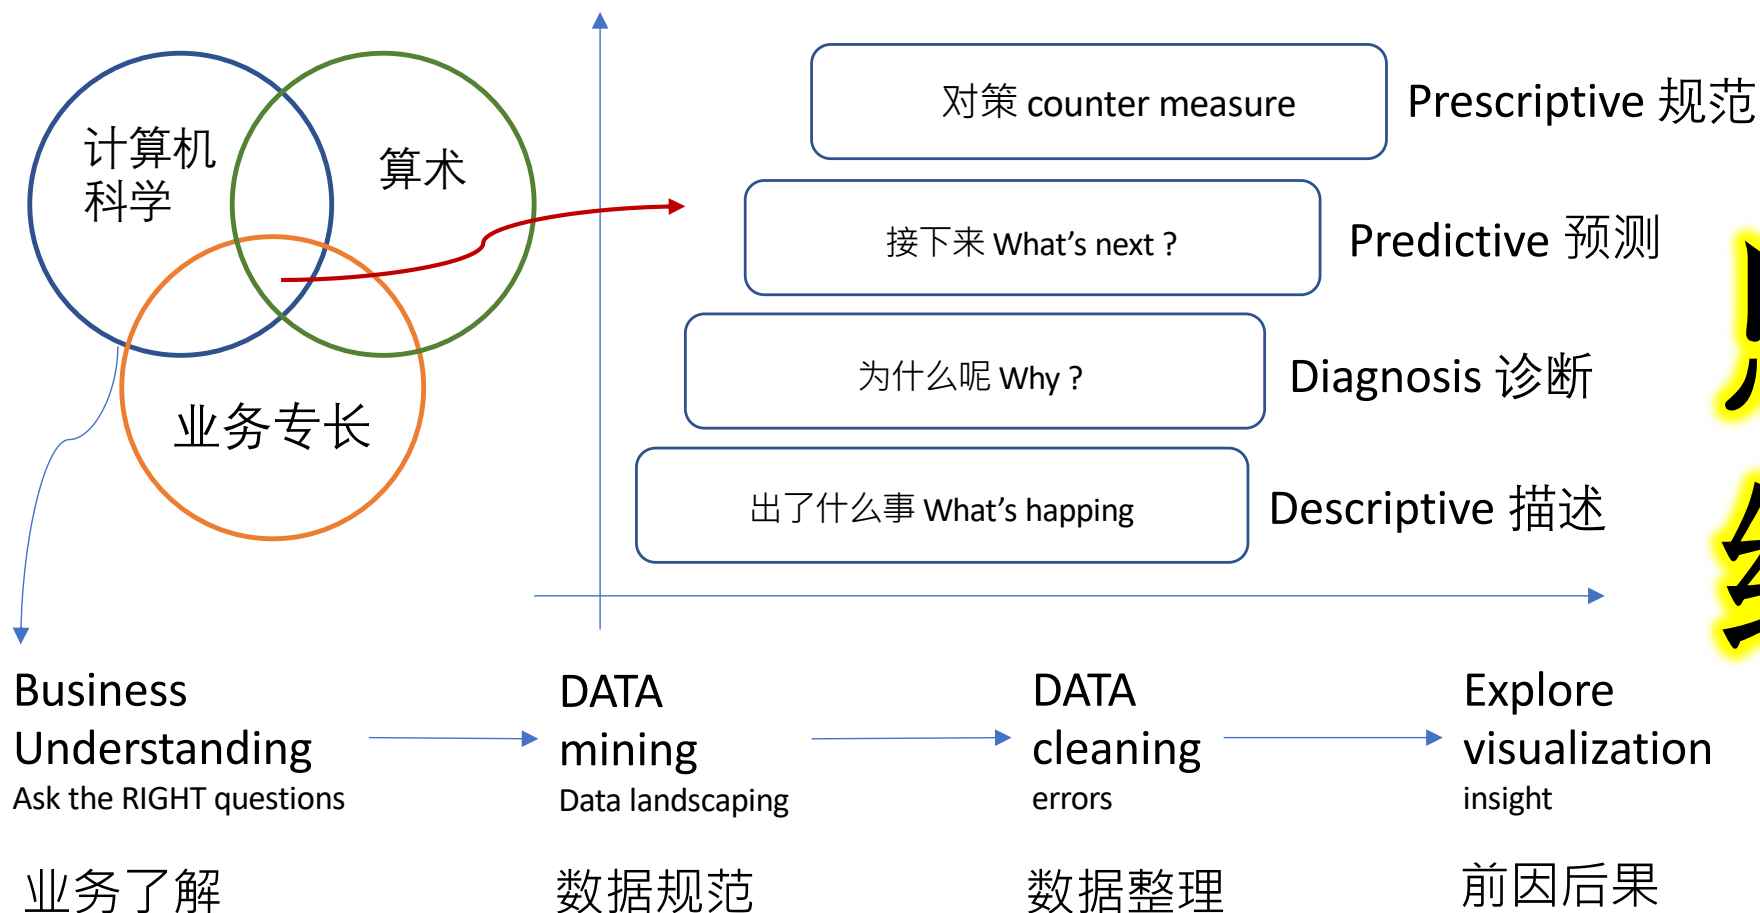 计算机
科学
算术
业务专长
对策 counter measure
Prescriptive 规范
接下来 What's next ?
Predictive 预测
为什么呢 Why ?
Diagnosis 诊断
出了什么事 What's happing
Descriptive 描述
Business
Understanding
Ask the RIGHT questions
业务了解
DATA
mining
Data landscaping
数据规范
DATA
cleaning
errors
数据整理
Explore
visualization
insight
前因后果